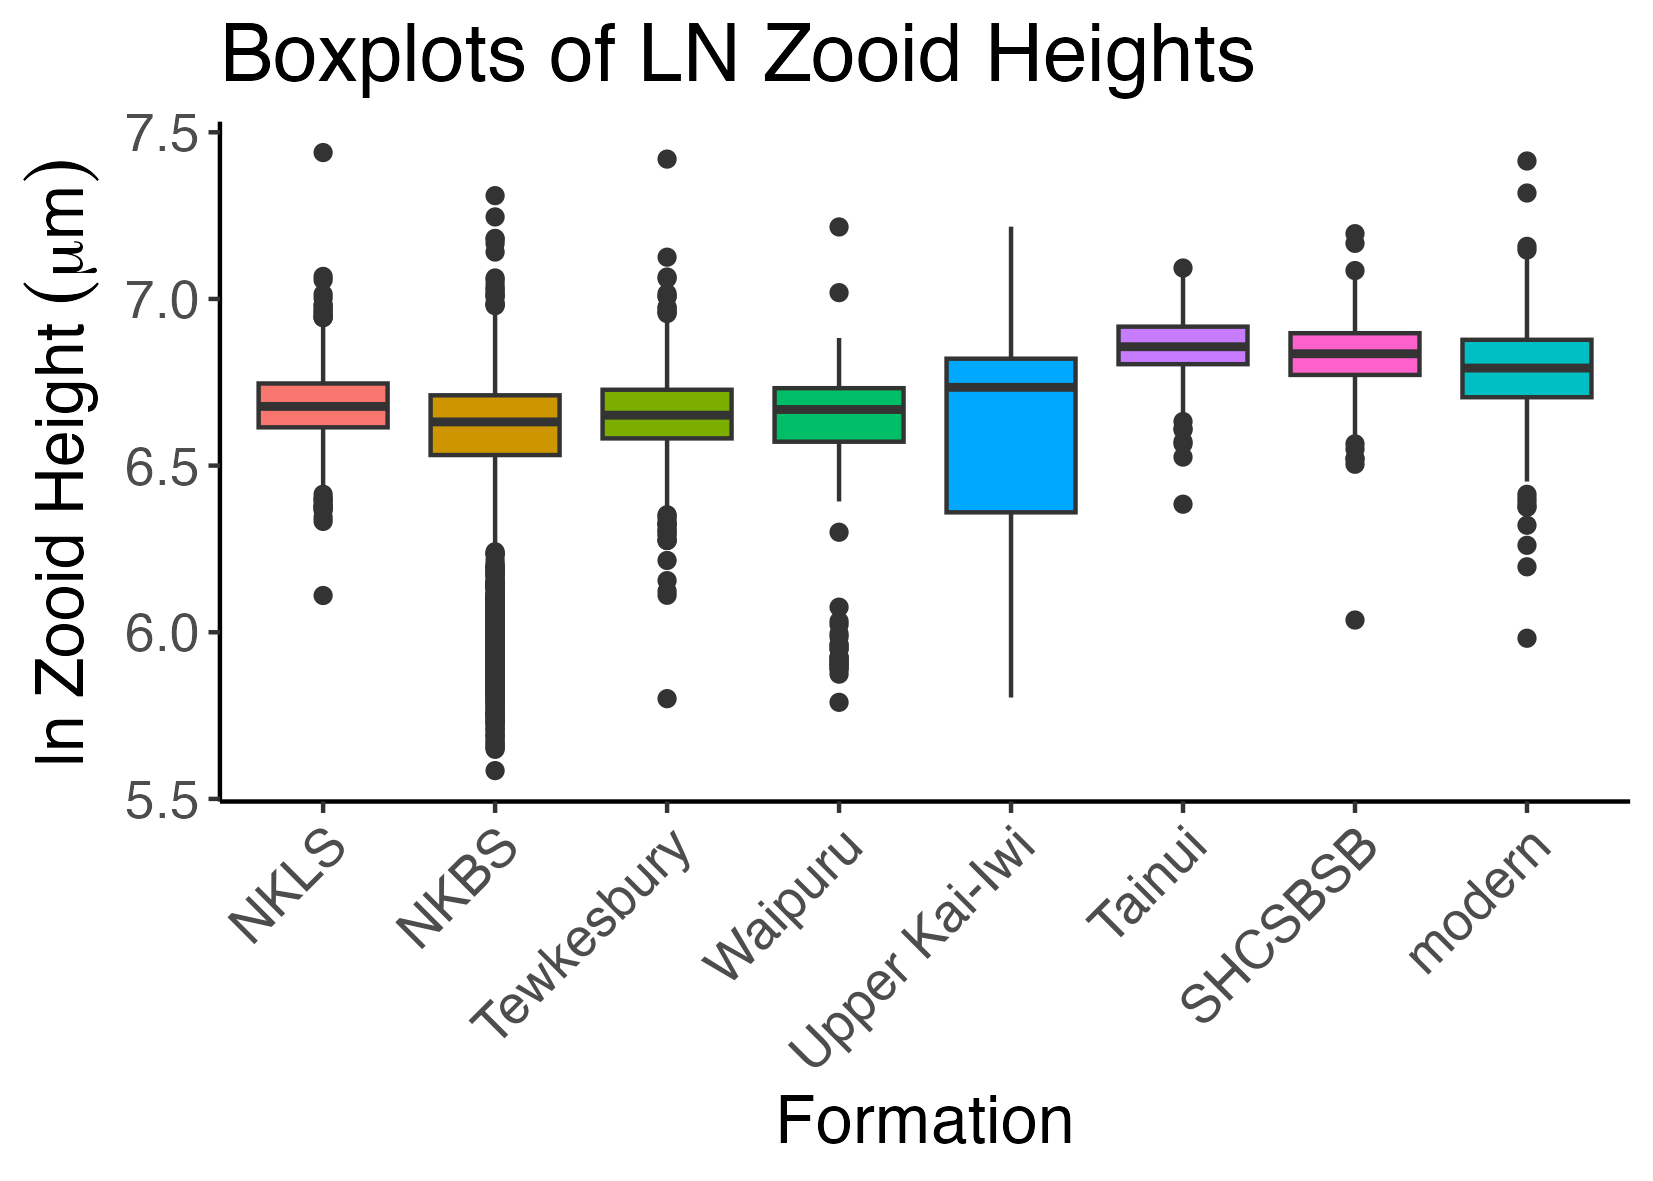 Boxplots of LN Zooid Heights
ln Zooid Height (μm)
7.5
7.0
6.5
6.0
5.5
NKLS
NKBS
Tewkesbury
Waipuru
Upper Kai-Iwi
Tainui
SHCSBSB
modern
Formation